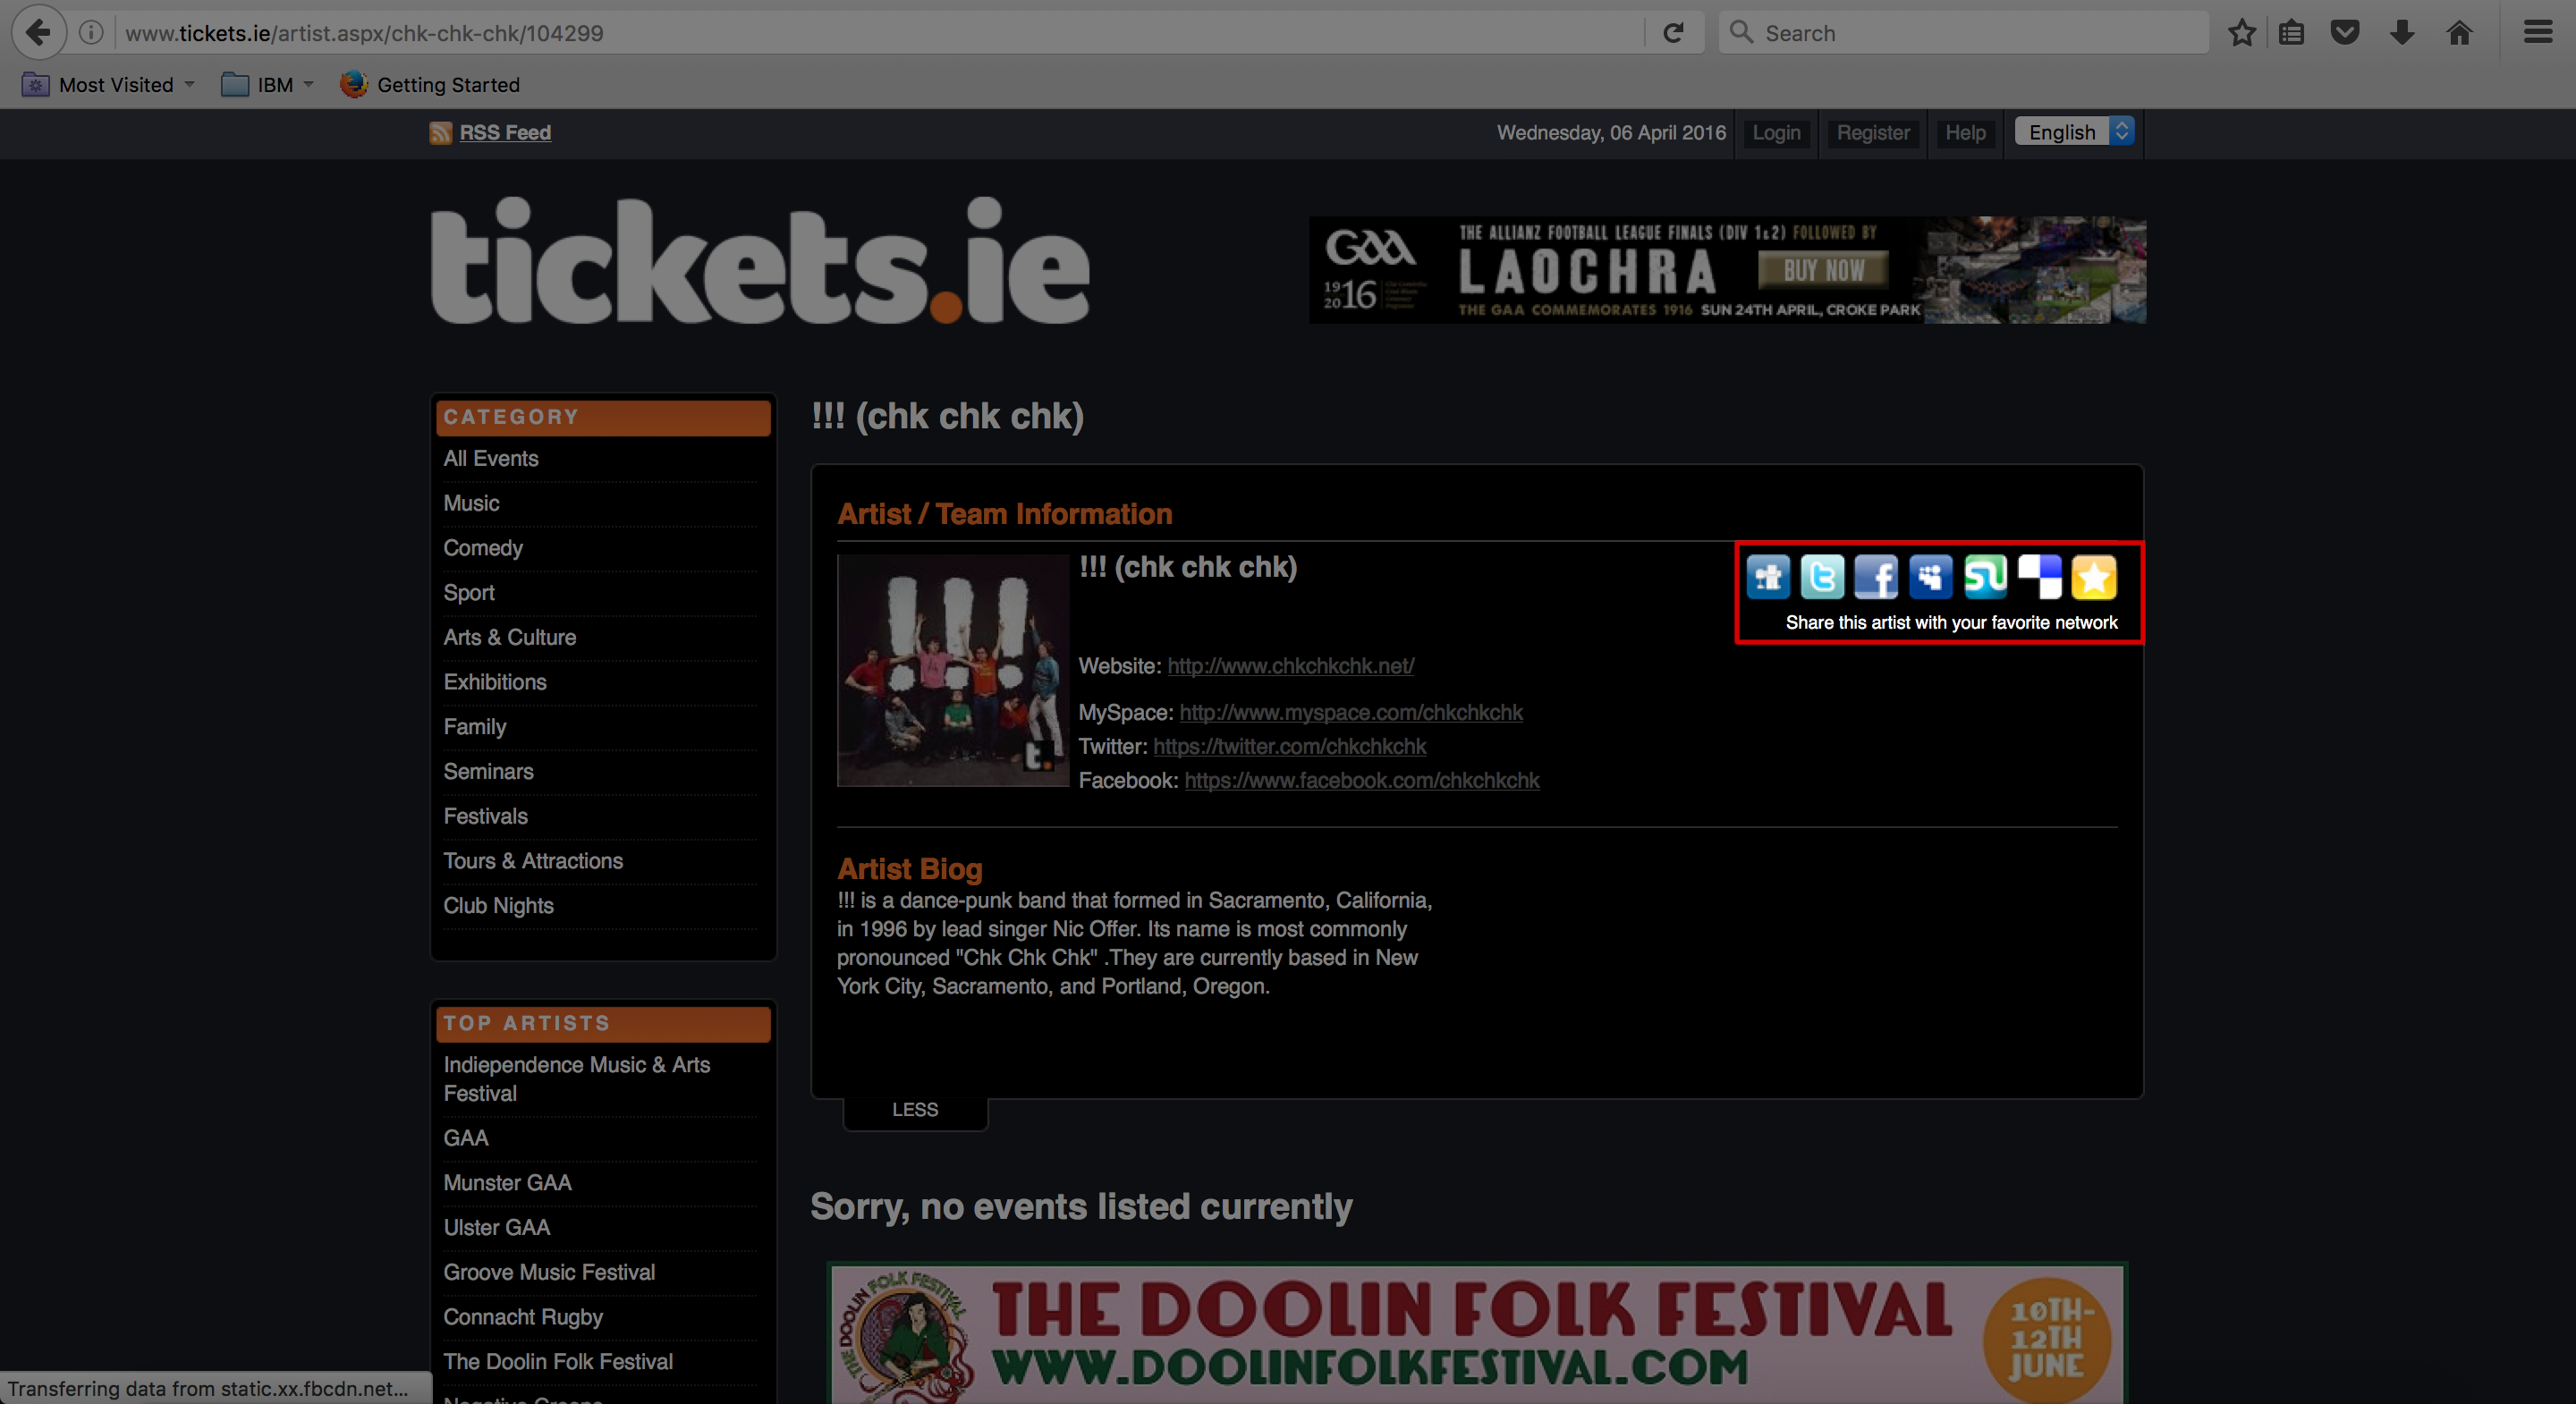 www.tickets.ie/artist.aspx/chk-chk-chk/104299
Search
Most Visited
IBM
Getting Started
RSS Feed
Wednesday, 06 April 2016
Login
Register
Help
English
tickets.ie
GAA
19
2016
THE ALLIANZ FOOTBALL LEAGUE FINALS (DIV 1&2) FOLLOWED BY
LAOCHRA
BUY NOW
THE GAA COMMEMORATES 1916 SUN 24TH APRIL, CROKE PARK
CATEGORY
All Events
Music
Comedy
Sport
Arts & Culture
Exhibitions
Family
Seminars
Festivals
Tours & Attractions
Club Nights
TOP ARTISTS
Indiependence Music & Arts
Festival
GAA
Munster GAA
Ulster GAA
Groove Music Festival
Connacht Rugby
The Doolin Folk Festival
!!! (chk chk chk)
Artist / Team Information
!!!
t.
!!! (chk chk chk)
Share this artist with your favorite network
Website: http://www.chkchkchk.net/
MySpace: http://www.myspace.com/chkchkchk
Twitter: https://twitter.com/chkchkchk
Facebook: https://www.facebook.com/chkchkchk
Artist Biog
!!! is a dance-punk band that formed in Sacramento, California,
in 1996 by lead singer Nic Offer. Its name is most commonly
pronounced "Chk Chk Chk" .They are currently based in New
York City, Sacramento, and Portland, Oregon.
LESS
Sorry, no events listed currently
THE DOOLIN FOLK FESTIVAL
THE DOOLIN FOLK FESTIVAL
WWW.DOOLINFOLKFESTIVAL.COM
10TH-
12TH
JUNE
Transferring data from static.xx.fbcdn.net...